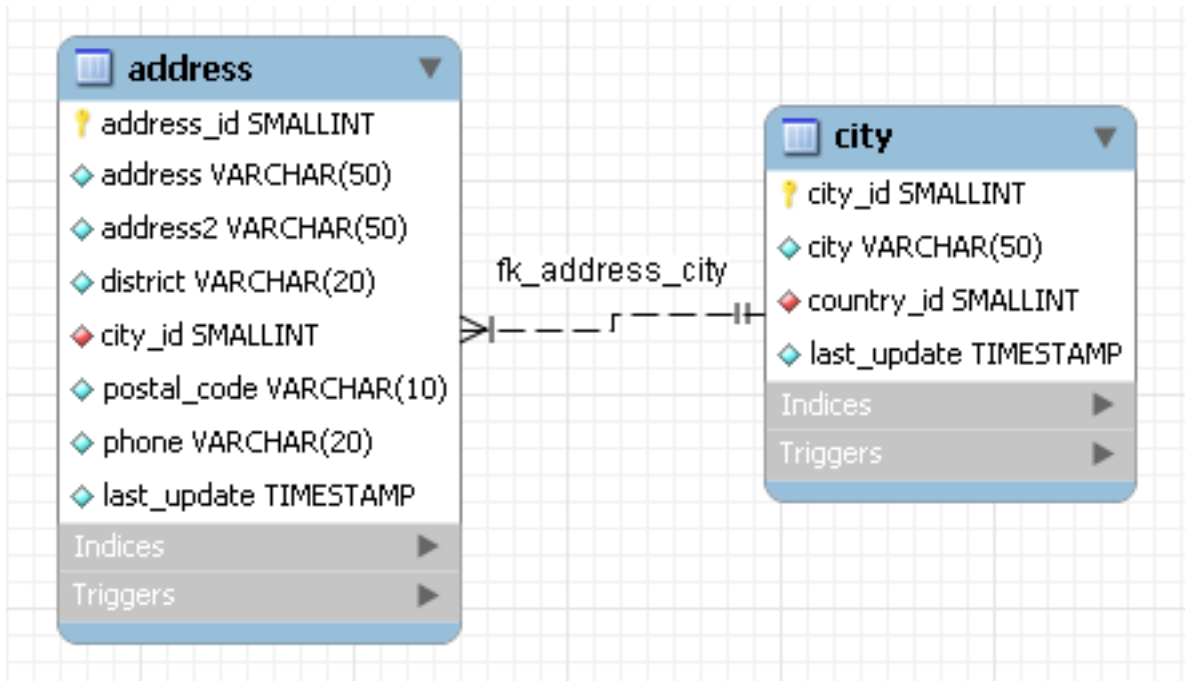 address
address_id SMALLINT
address VARCHAR(50)
address2 VARCHAR(50)
district VARCHAR(20)
city_id SMALLINT
postal_code VARCHAR(10)
phone VARCHAR(20)
last_update TIMESTAMP
Indices
Triggers
fk_address_city
city
city_id SMALLINT
city VARCHAR(50)
country_id SMALLINT
last_update TIMESTAMP
Indices
Triggers